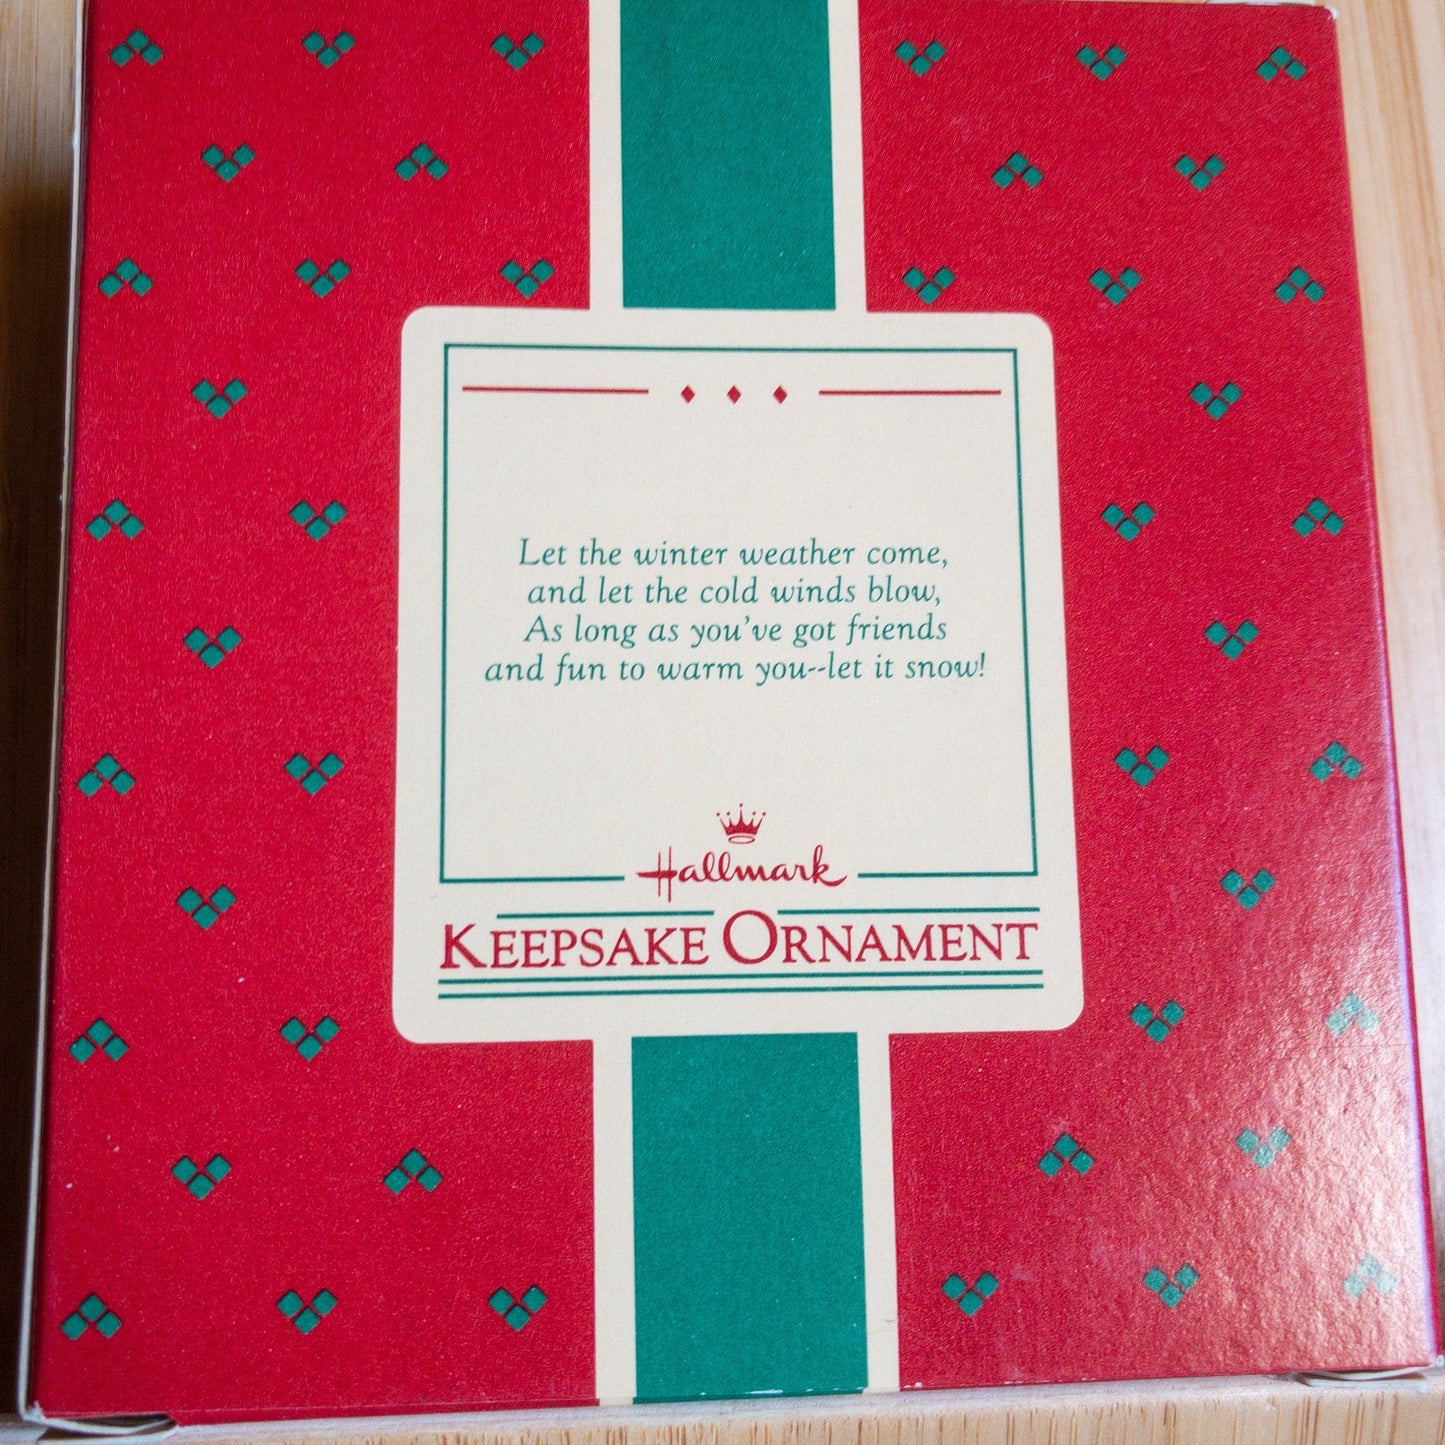 Let the winter weather come,
and let the cold winds blow,
As long as you've got friends
and fun to warm you--let it snow!
Hallmark
KEEPSAKE ORNAMENT